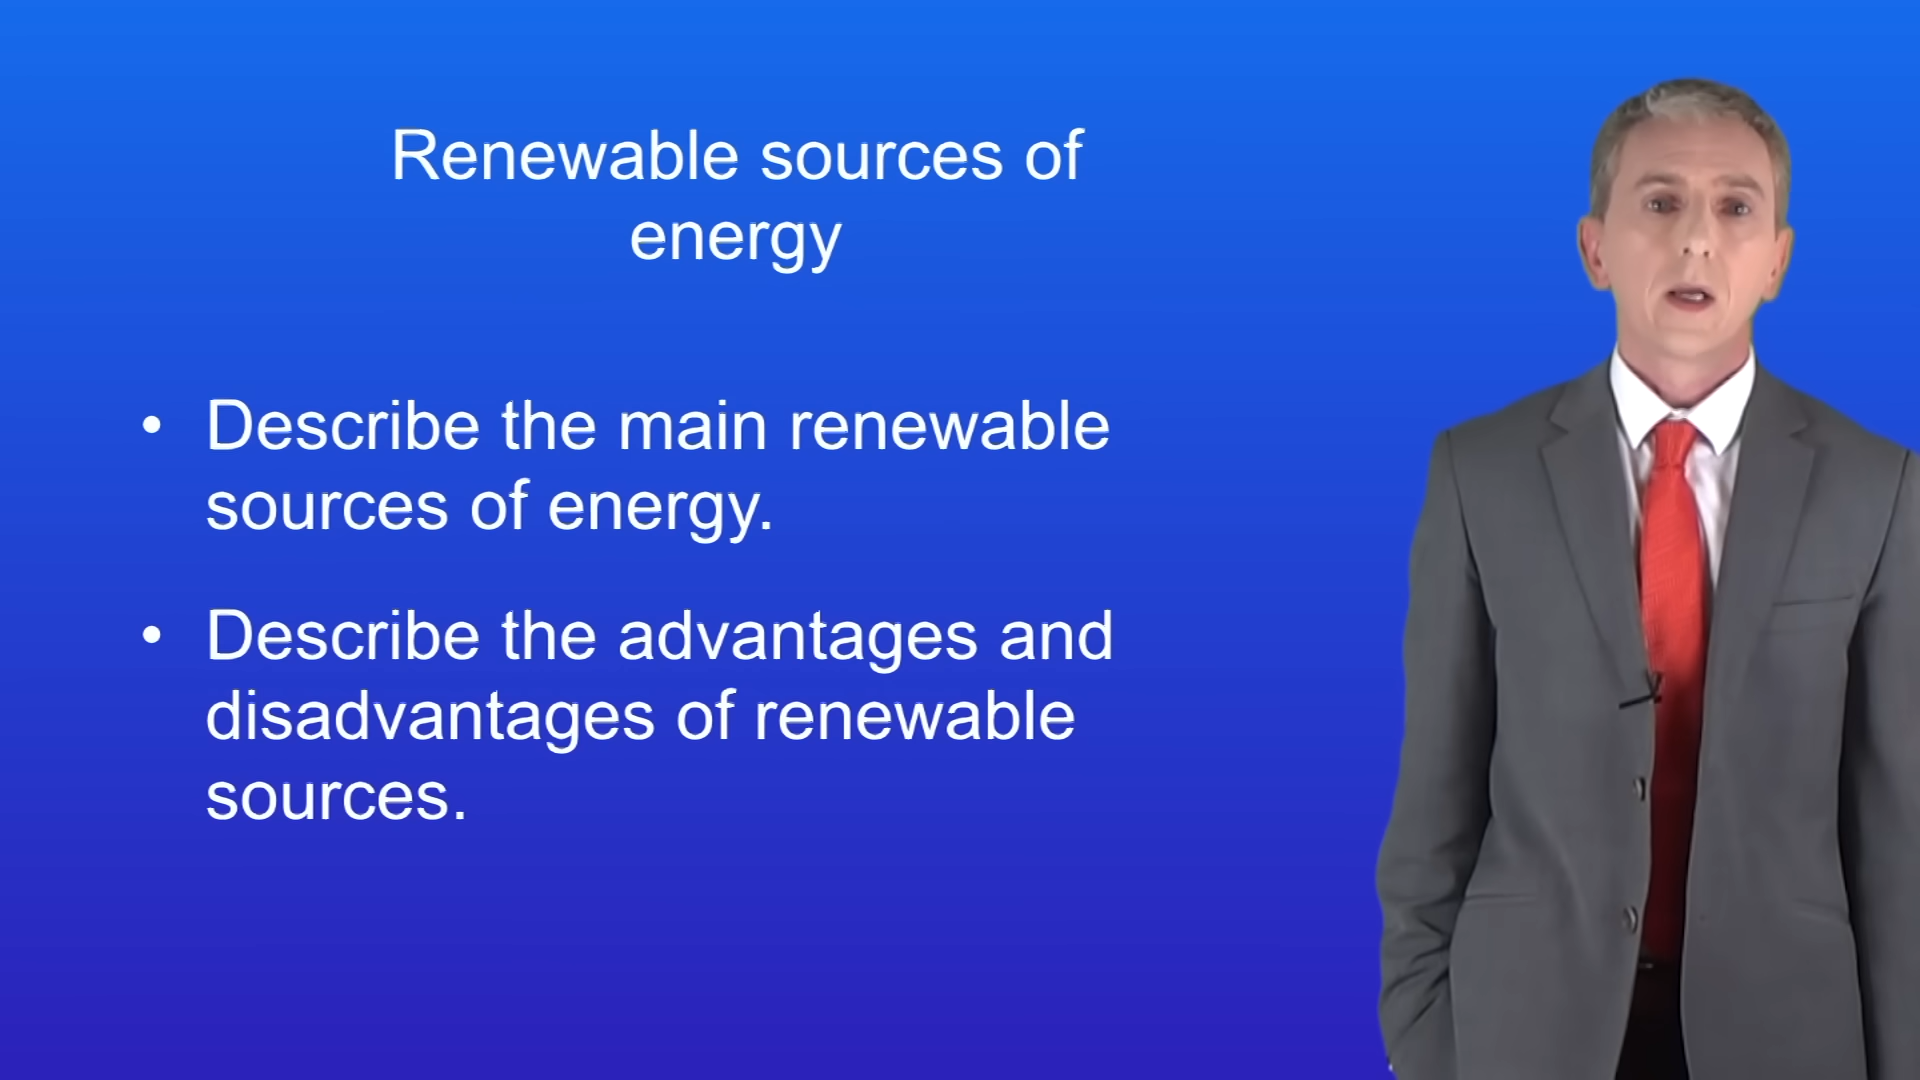 Renewable sources of
energy
• Describe the main renewable
sources of energy.
• Describe the advantages and
disadvantages of renewable
sources.